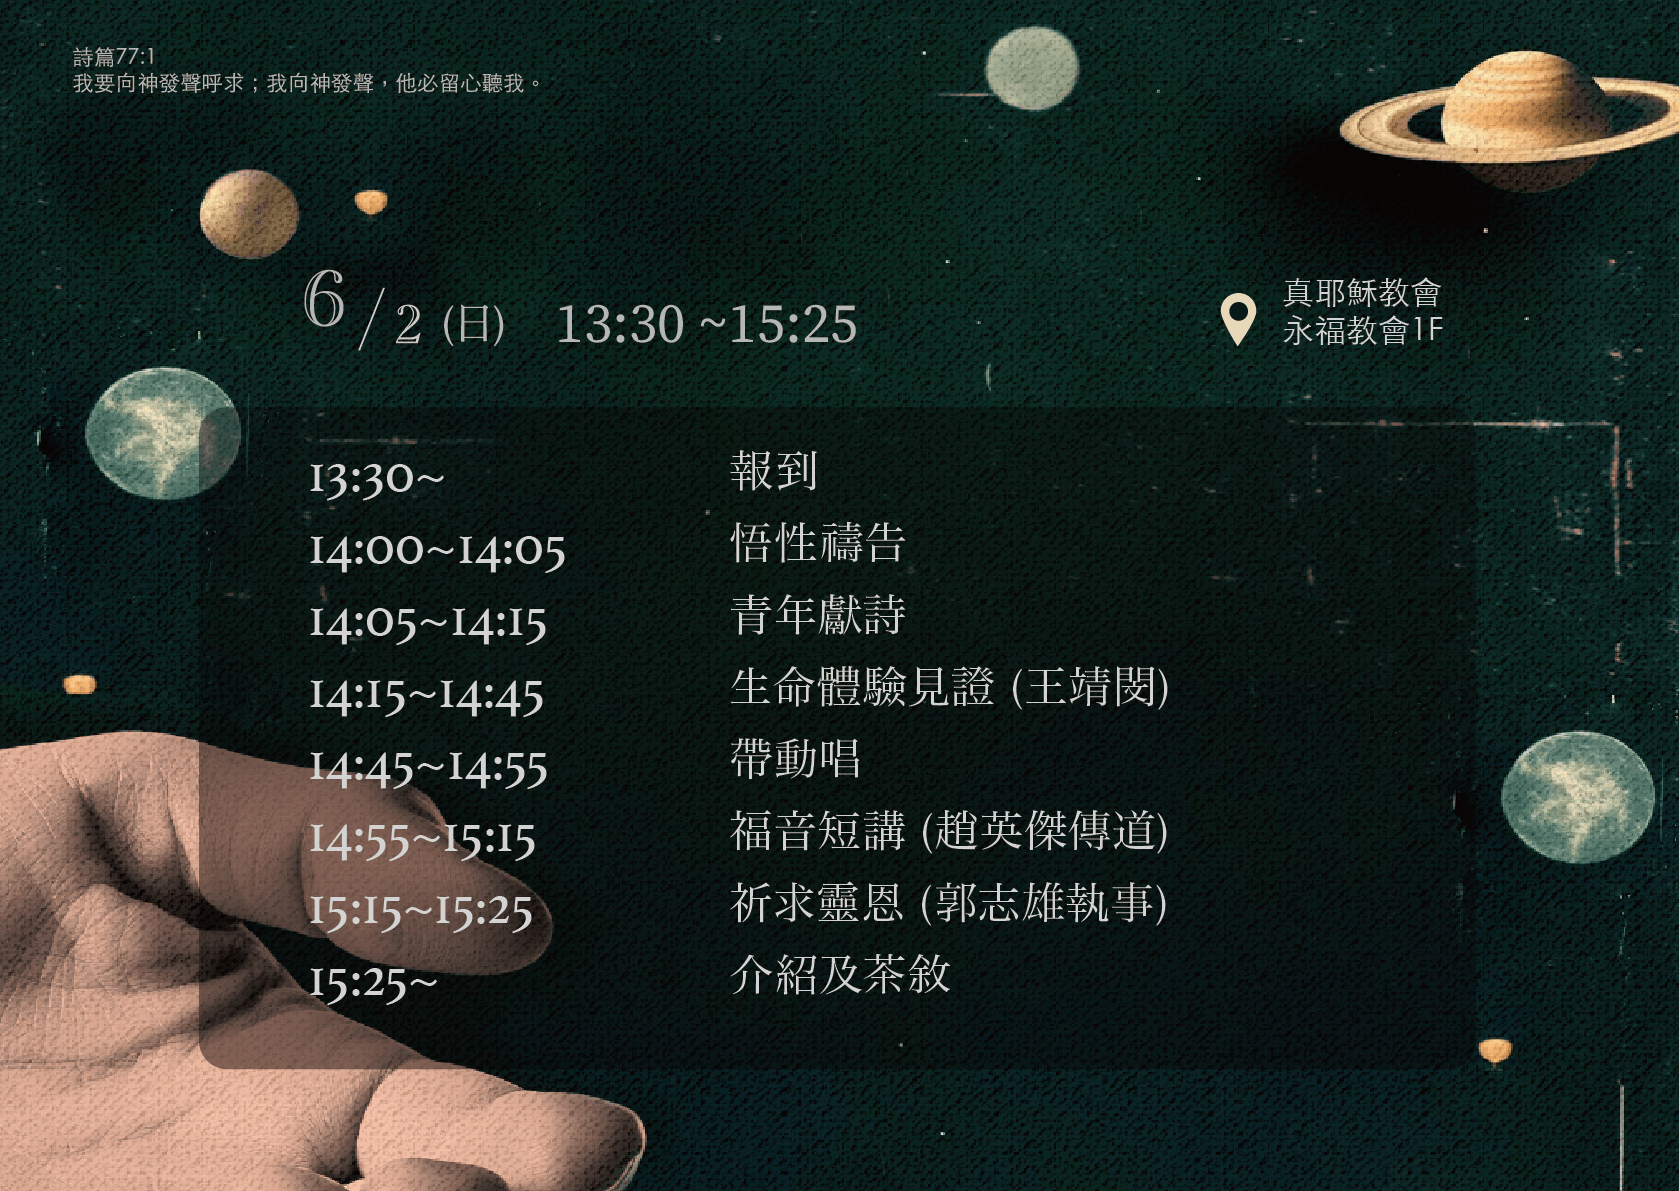 詩篇77:1
我要向神發聲呼求；我向神發聲，他必留心聽我。
6/2 (日) 13:30 ~15:25
真耶穌教會
永福教會1F
13:30~ 報到
14:00~14:05 悟性禱告
14:05~14:15 青年獻詩
14:15~14:45 生命體驗見證 (王靖閔)
14:45~14:55 帶動唱
14:55~15:15 福音短講 (趙英傑傳道)
15:15~15:25 祈求靈恩 (郭志雄執事)
15:25~ 介紹及茶敘